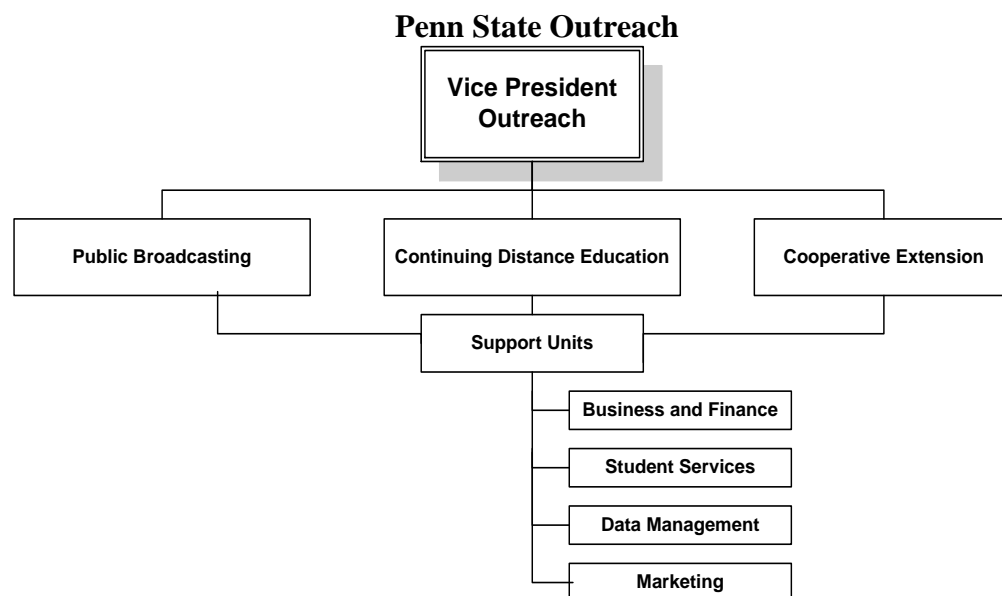 Penn State Outreach
Vice President
Outreach
Public Broadcasting
Continuing Distance Education
Cooperative Extension
Support Units
Business and Finance
Student Services
Data Management
Marketing